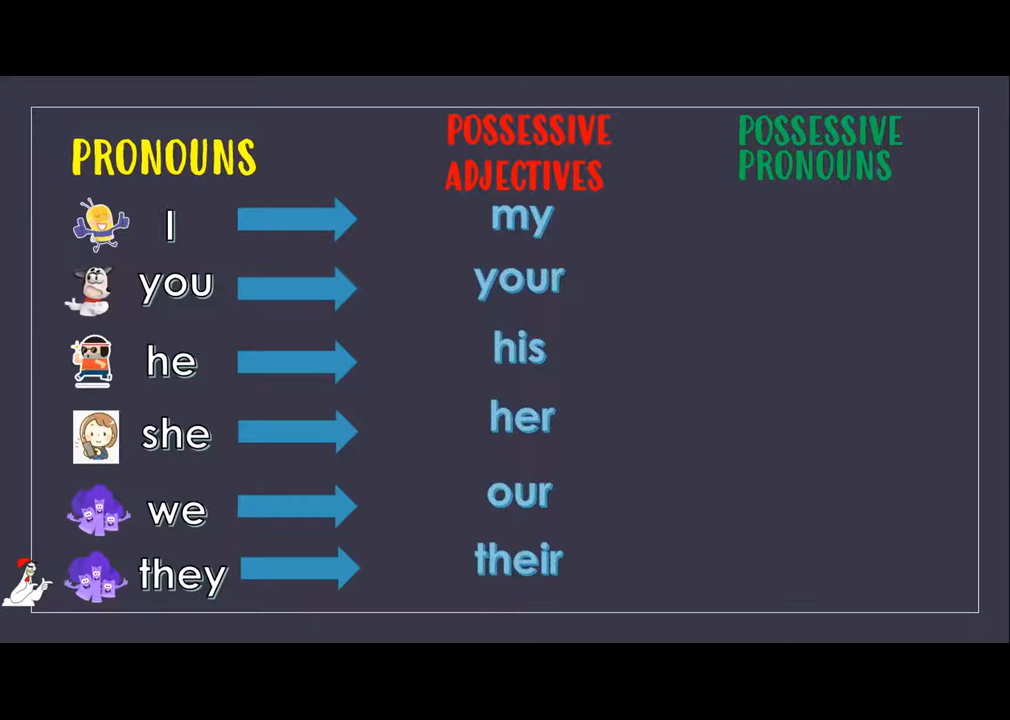 PRONOUNS
POSSESSIVE
ADJECTIVES
POSSESSIVE
PRONOUNS
I
my
you
your
he
his
she
her
we
our
they
their